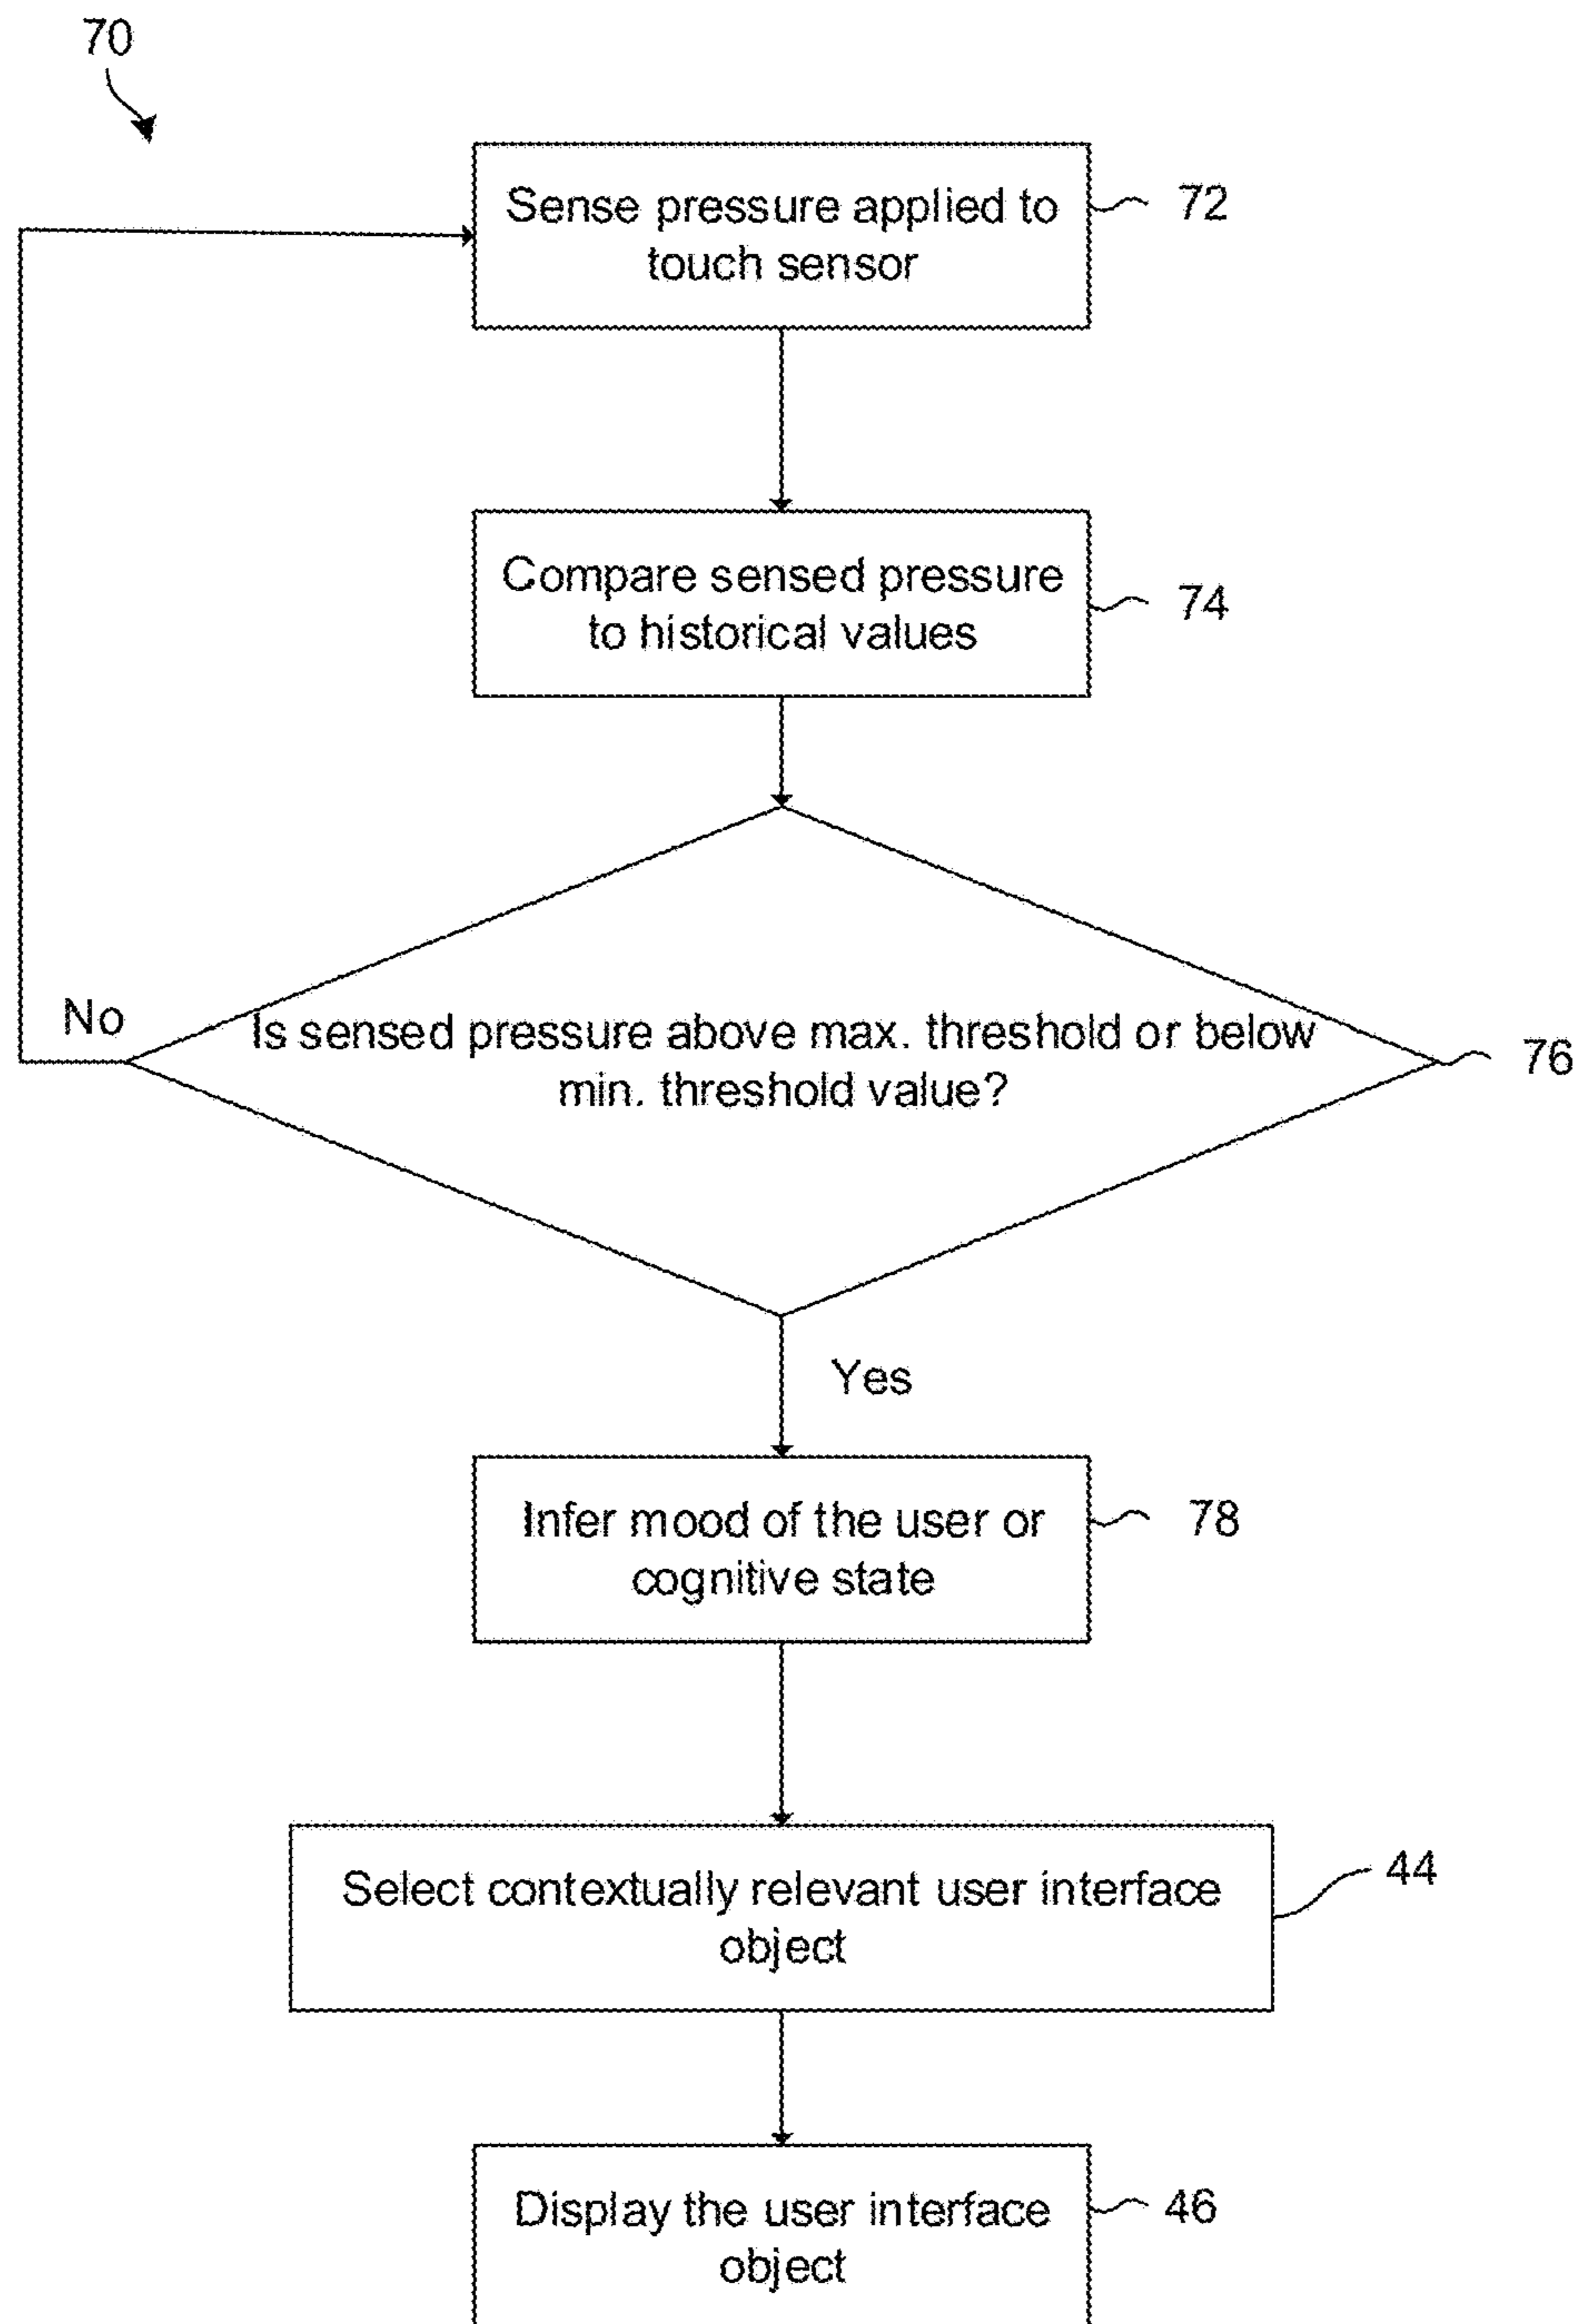 70
Sense pressure applied to
touch sensor
72
Compare sensed pressure
to historical values
74
No
Is sensed pressure above max. threshold or below
min. threshold value?
76
Yes
Infer mood of the user or
cognitive state
78
Select contextually relevant user interface
object
44
Display the user interface
object
46